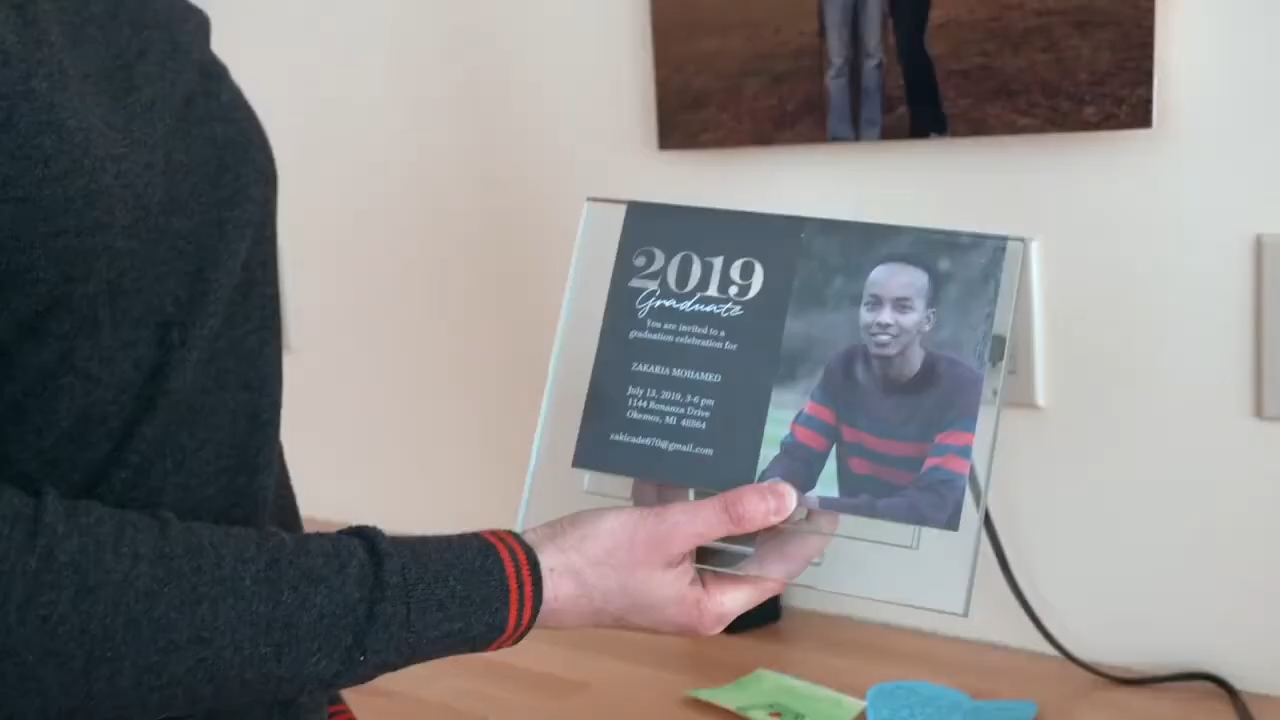 2019
Graduate
You are invited to a
graduation celebration for
ZAKARIA MOHAMED
July 13, 2019, 3-6 pm
1144 Bonanza Drive
Okemos, MI 48864
zakicade670@gmail.com